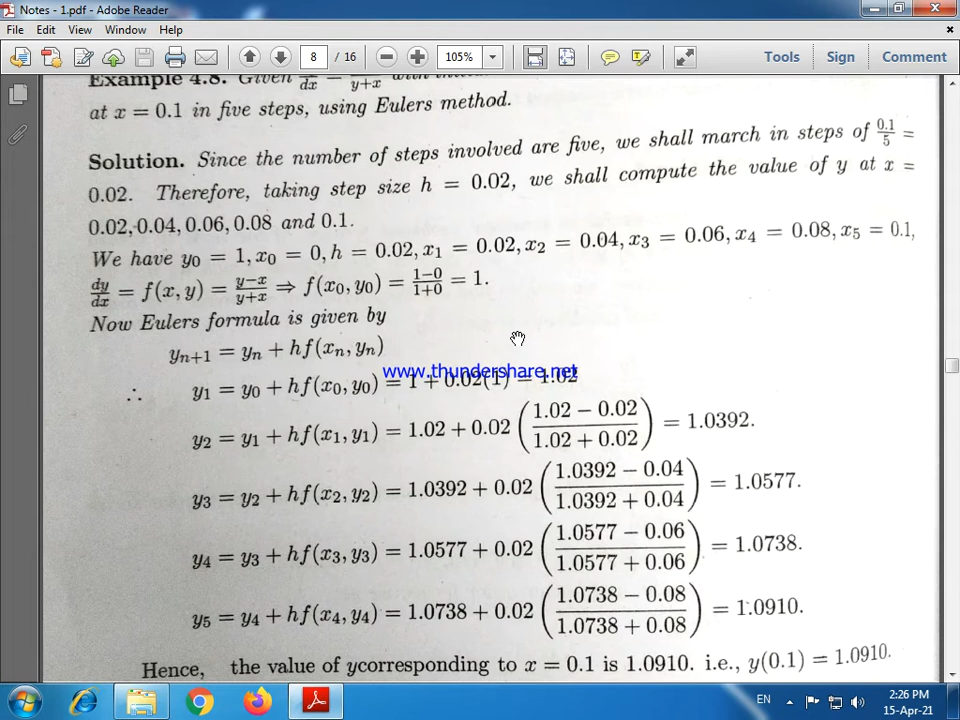 Notes - 1.pdf - Adobe Reader
File Edit View Window Help
8 / 16 105% Tools Sign Comment
Example 4.8. Given dy/dx = y−x/y+x with
at x = 0.1 in five steps, using Eulers method.
Solution. Since the number of steps involved are five, we shall march in steps of 0.1/5 =
0.02. Therefore, taking step size h = 0.02, we shall compute the value of y at x =
0.02, 0.04, 0.06, 0.08 and 0.1.
We have y0 = 1, x0 = 0, h = 0.02, x1 = 0.02, x2 = 0.04, x3 = 0.06, x4 = 0.08, x5 = 0.1,
dy/dx = f(x, y) = y−x/y+x ⇒ f(x0, y0) = 1−0/1+0 = 1.
Now Eulers formula is given by
yn+1 = yn + hf(xn, yn)
www.thundershare.net
∴ y1 = y0 + hf(x0, y0) = 1 + 0.02(1) = 1.02
y2 = y1 + hf(x1, y1) = 1.02 + 0.02 (1.02 − 0.02/1.02 + 0.02) = 1.0392.
y3 = y2 + hf(x2, y2) = 1.0392 + 0.02 (1.0392 − 0.04/1.0392 + 0.04) = 1.0577.
y4 = y3 + hf(x3, y3) = 1.0577 + 0.02 (1.0577 − 0.06/1.0577 + 0.06) = 1.0738.
y5 = y4 + hf(x4, y4) = 1.0738 + 0.02 (1.0738 − 0.08/1.0738 + 0.08) = 1.0910.
Hence, the value of ycorresponding to x = 0.1 is 1.0910. i.e., y(0.1) = 1.0910.
EN 2:26 PM
15-Apr-21